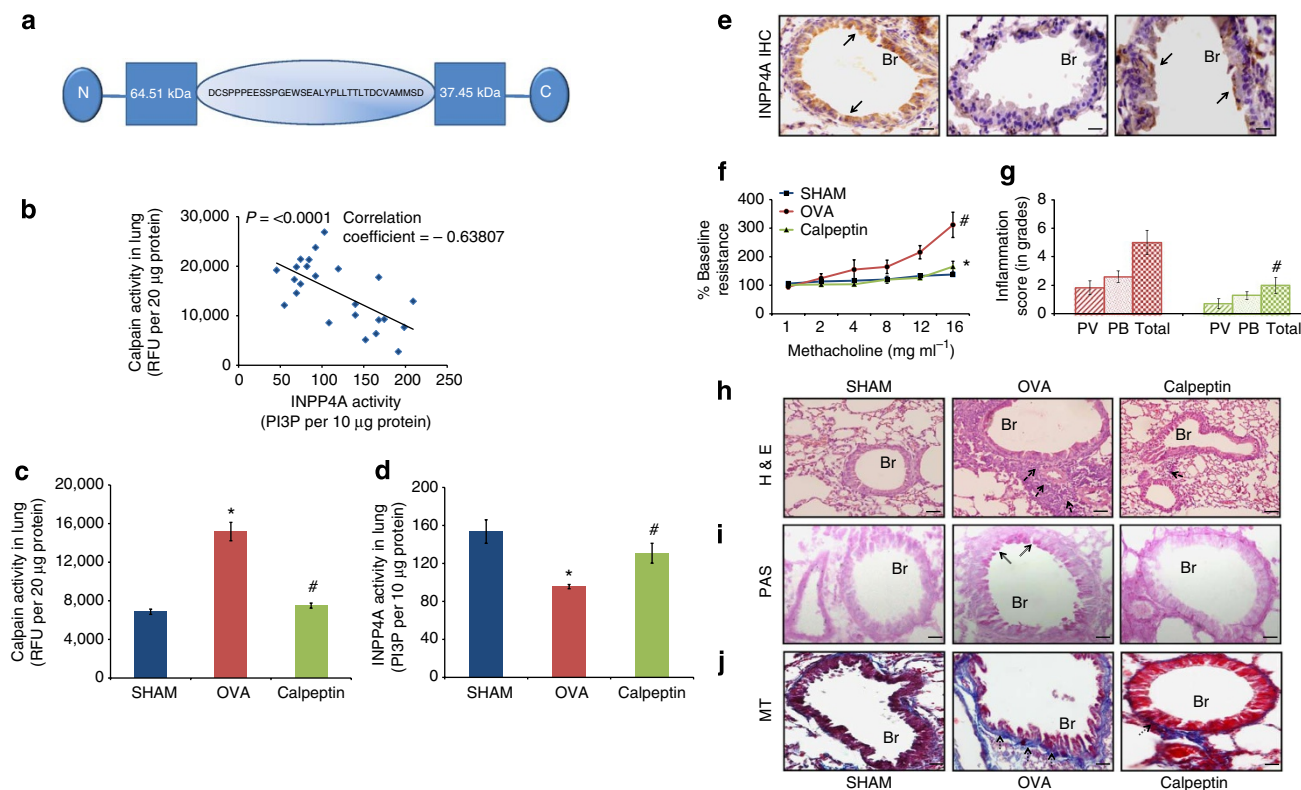 a
N
64.51 kDa
DCSPPPEESSPGEWSEALYPLLTTLTDCVAMMSD
37.45 kDa
C
b
Calpain activity in lung
(RFU per 20 μg protein)
30,000
20,000
10,000
0
P = <0.0001
Correlation
coefficient = – 0.63807
0 50 100 150 200 250
INPP4A activity
(PI3P per 10 μg protein)
c
Calpain activity in lung
(RFU per 20 μg protein)
20,000
16,000
12,000
8,000
4,000
0
*
#
SHAM OVA Calpeptin
d
INPP4A activity in lung
(PI3P per 10 μg protein)
200
160
120
80
40
0
*
#
SHAM OVA Calpeptin
e
INPP4A IHC
Br
Br
Br
f
% Baseline
resistance
400
300
200
100
0
SHAM
OVA
Calpeptin
#
*
1 2 4 8 12 16
Methacholine (mg ml⁻¹)
g
Inflammation
score (in grades)
8
6
4
2
0
#
PV PB Total PV PB Total
h
SHAM OVA Calpeptin
H & E
Br
Br
Br
i
PAS
Br
Br
Br
j
MT
Br
Br
Br
SHAM OVA Calpeptin